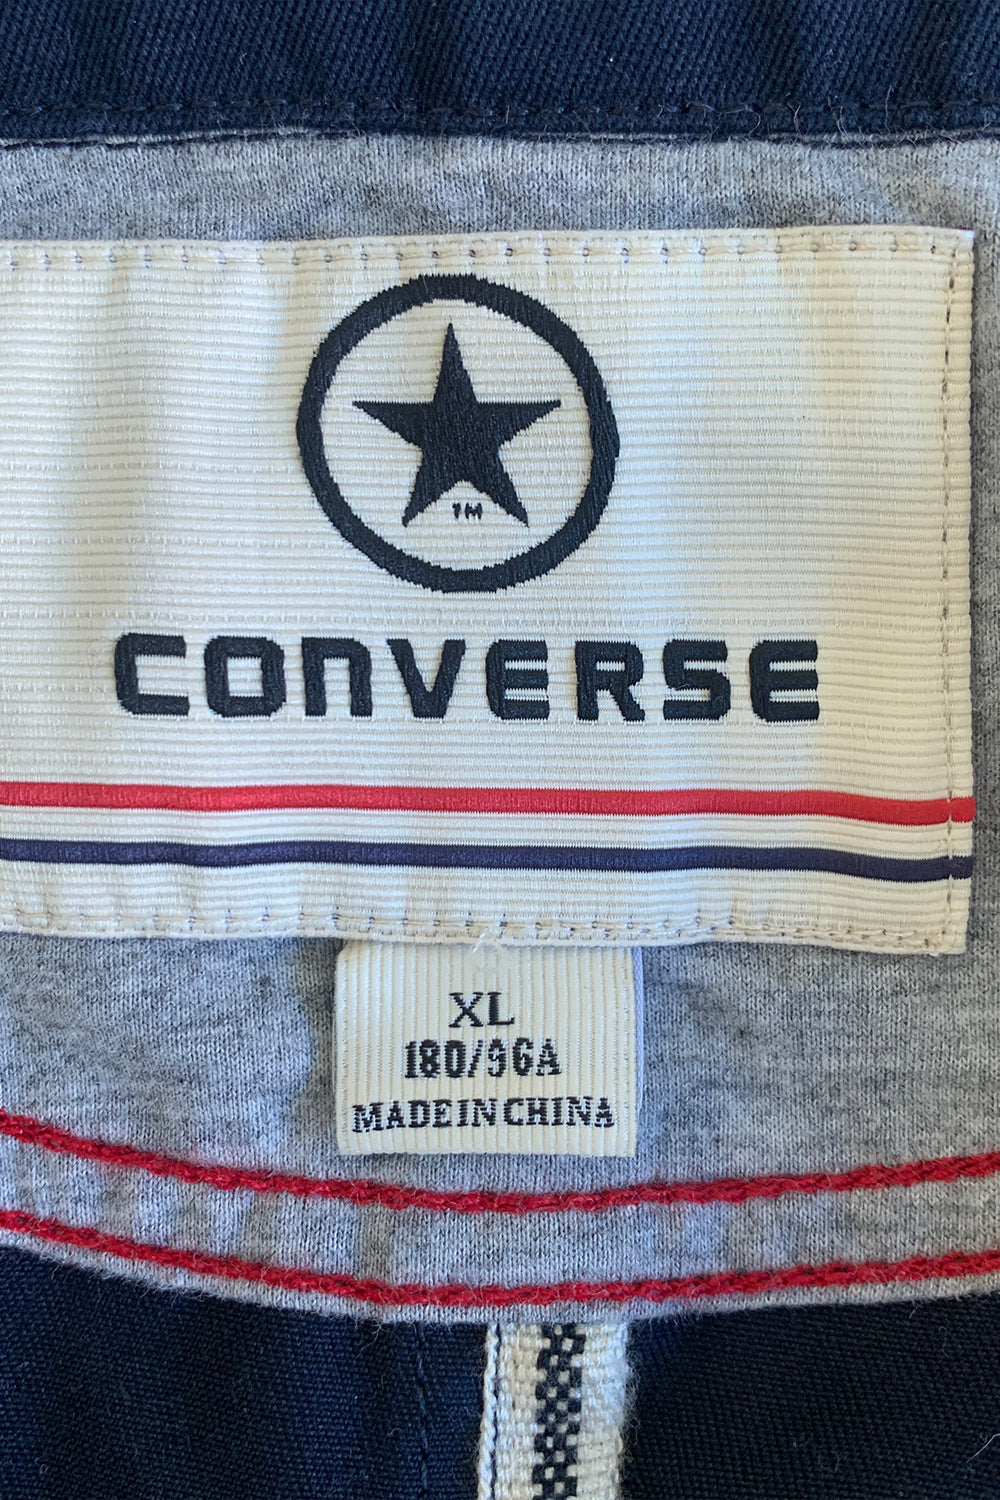 TM
CONVERSE
XL
180/96A
MADE IN CHINA